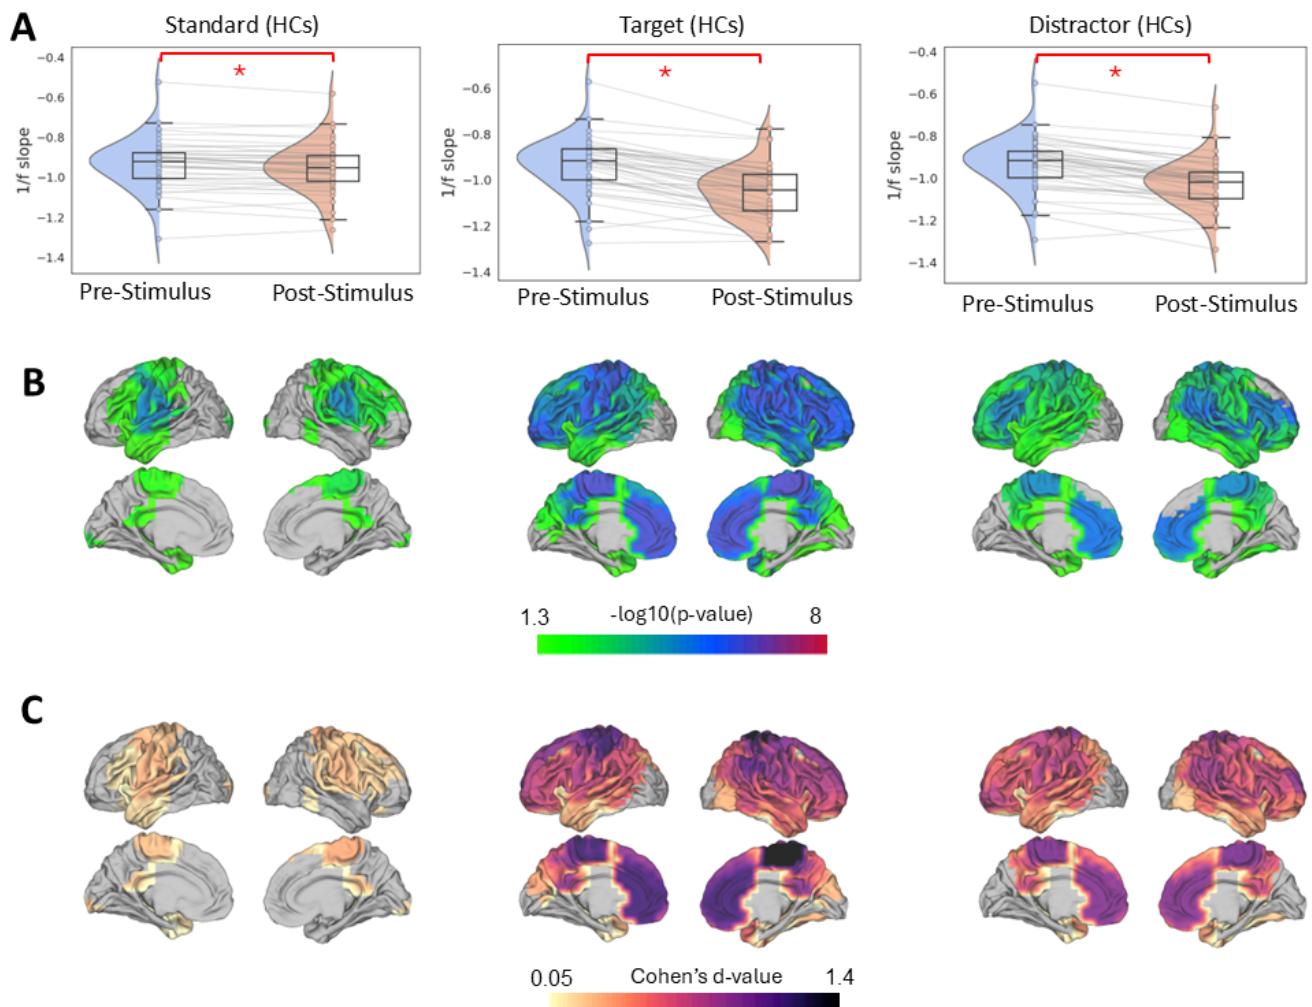 A
Standard (HCs)
Target (HCs)
Distractor (HCs)
1/f slope
−0.4
−0.6
−0.8
−1.0
−1.2
−1.4
*
Pre-Stimulus
Post-Stimulus
1/f slope
−0.6
−0.8
−1.0
−1.2
−1.4
*
Pre-Stimulus
Post-Stimulus
1/f slope
−0.4
−0.6
−0.8
−1.0
−1.2
−1.4
*
Pre-Stimulus
Post-Stimulus
B
1.3 -log10(p-value) 8
C
0.05 Cohen's d-value 1.4